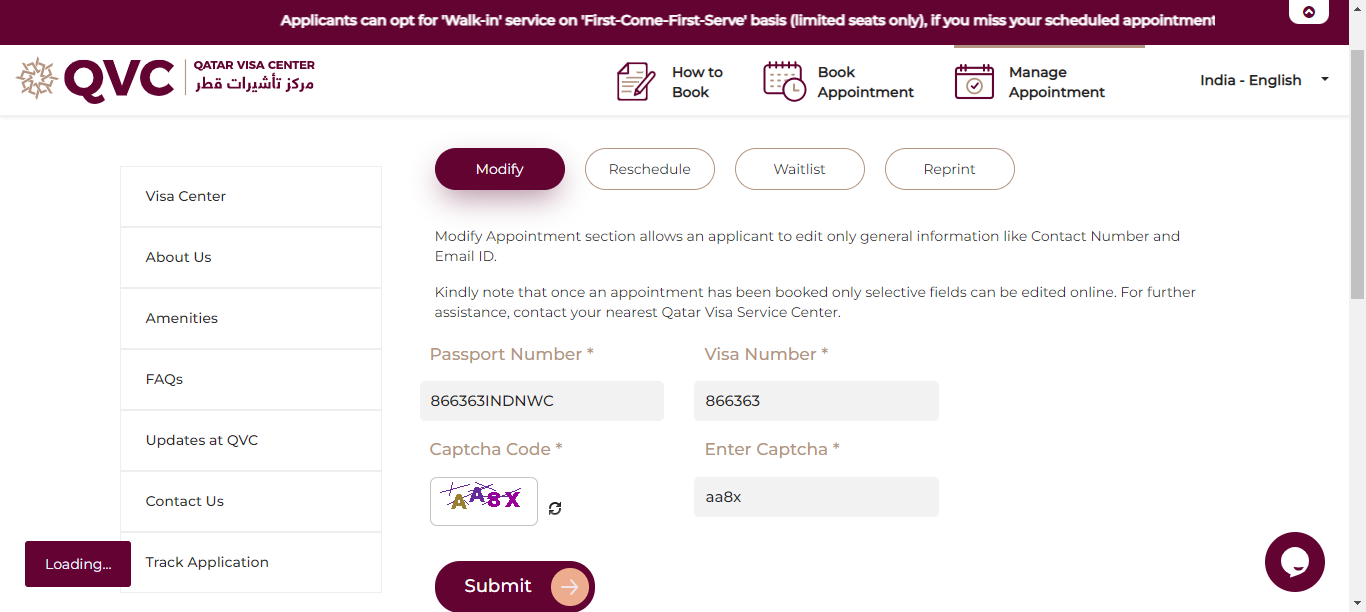 Applicants can opt for 'Walk-in' service on 'First-Come-First-Serve' basis (limited seats only), if you miss your scheduled appointment
QVC
QATAR VISA CENTER
مركز تأشيرات قطر
How to
Book
Book
Appointment
Manage
Appointment
India - English
Modify
Reschedule
Waitlist
Reprint
Visa Center
About Us
Amenities
FAQs
Updates at QVC
Contact Us
Track Application
Loading...
Modify Appointment section allows an applicant to edit only general information like Contact Number and
Email ID.
Kindly note that once an appointment has been booked only selective fields can be edited online. For further
assistance, contact your nearest Qatar Visa Service Center.
Passport Number *
Visa Number *
866363INDNWC
866363
Captcha Code *
Enter Captcha *
AA8X
aa8x
Submit